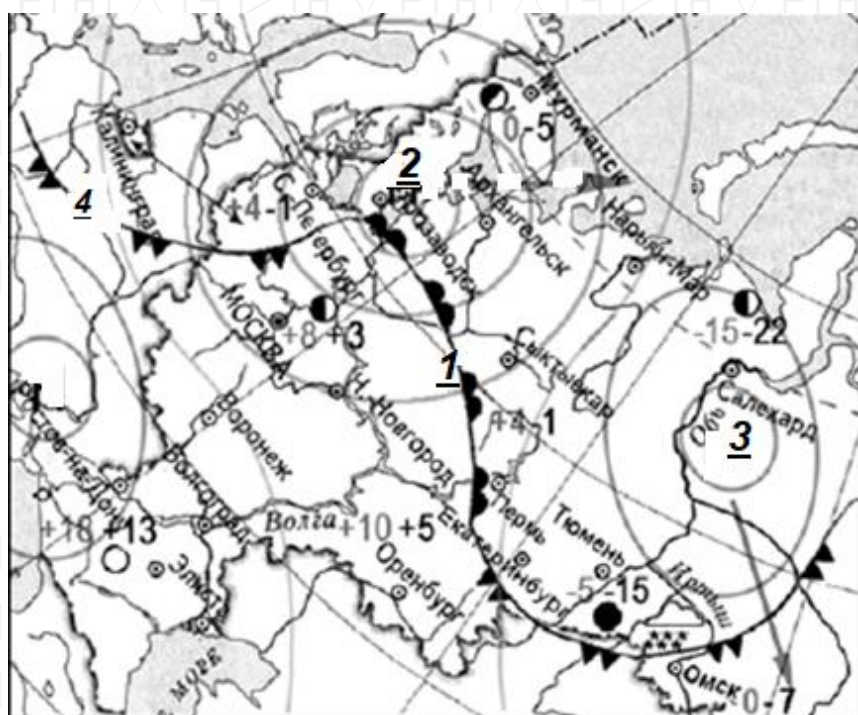 Мурманск
0-5
Калининград
2
4
+4-1
С.Петербург
Архангельск
Нарьян-Мар
МОСКВА
+8 +3
-15-22
1
Сыктывкар
Салехард
Обь
3
Н. Новгород
+4-1
Воронеж
Волгоград
Волга
+10 +5
Пермь
Екатеринбург
Тюмень
+18 +13
Оренбург
-5-15
Иртыш
МОРЕ
Омск
0-7